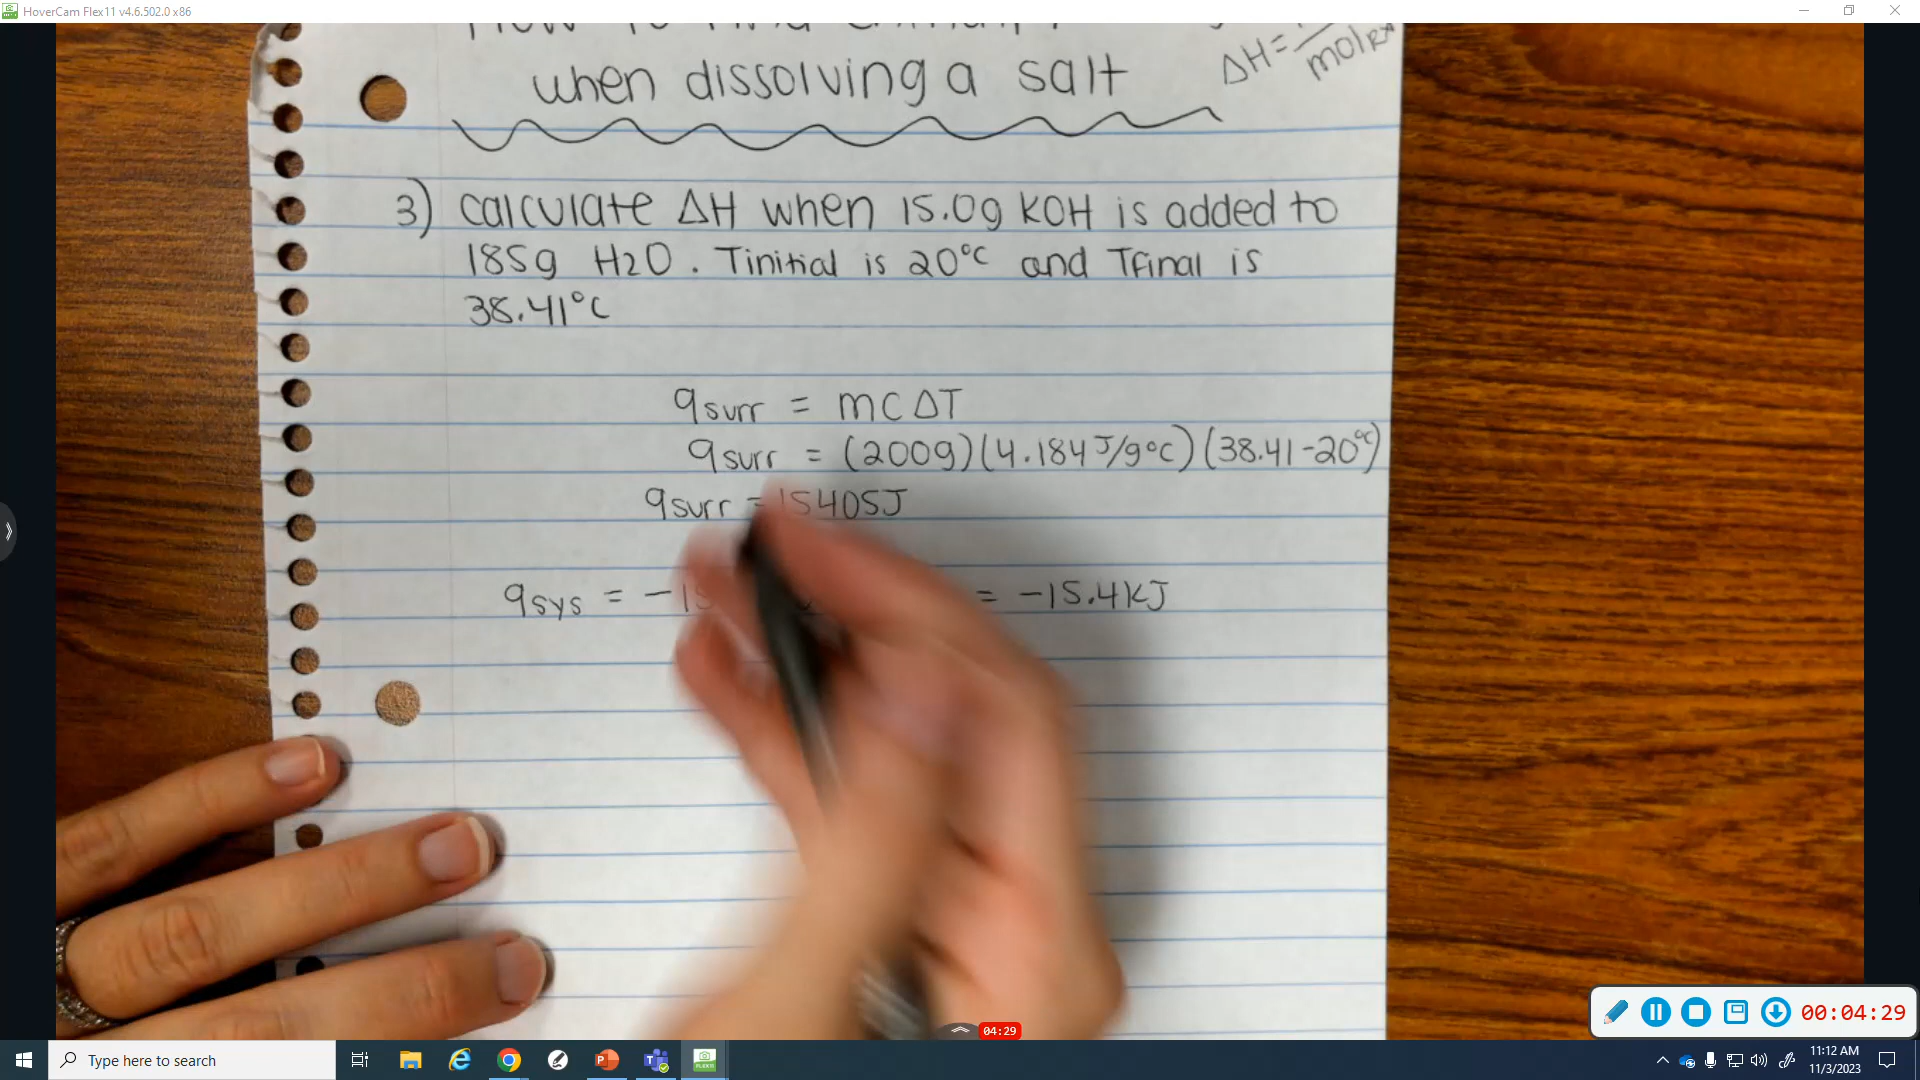 HoverCam Flex11 v4.6.502.0 x86
when dissolving a salt
ΔH=
molRx
3) Calculate ΔH when 15.0g KOH is added to
185g H2O. Tinitial is 20°C and Tfinal is
38.41°C
qsurr = mCΔT
qsurr = (200g)(4.184J/g°C)(38.41-20°C)
qsurr = 15405J
qsys = -15 = -15.4KJ
04:29
00:04:29
Type here to search
11:12 AM
11/3/2023